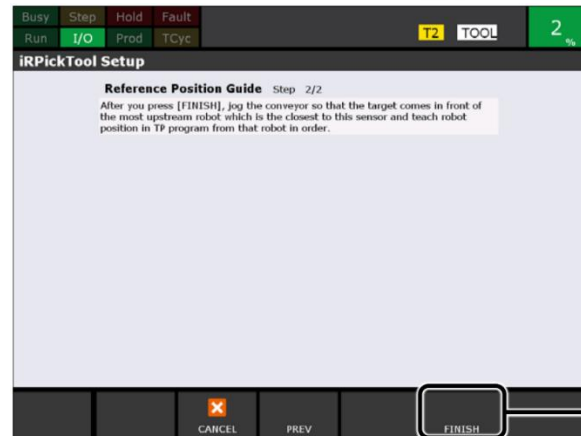 Busy Step Hold Fault
Run I/O Prod TCyc
T2 TOOL
2 %
iRPickTool Setup
Reference Position Guide Step 2/2
After you press [FINISH], jog the conveyor so that the target comes in front of
the most upstream robot which is the closest to this sensor and teach robot
position in TP program from that robot in order.
CANCEL PREV FINISH